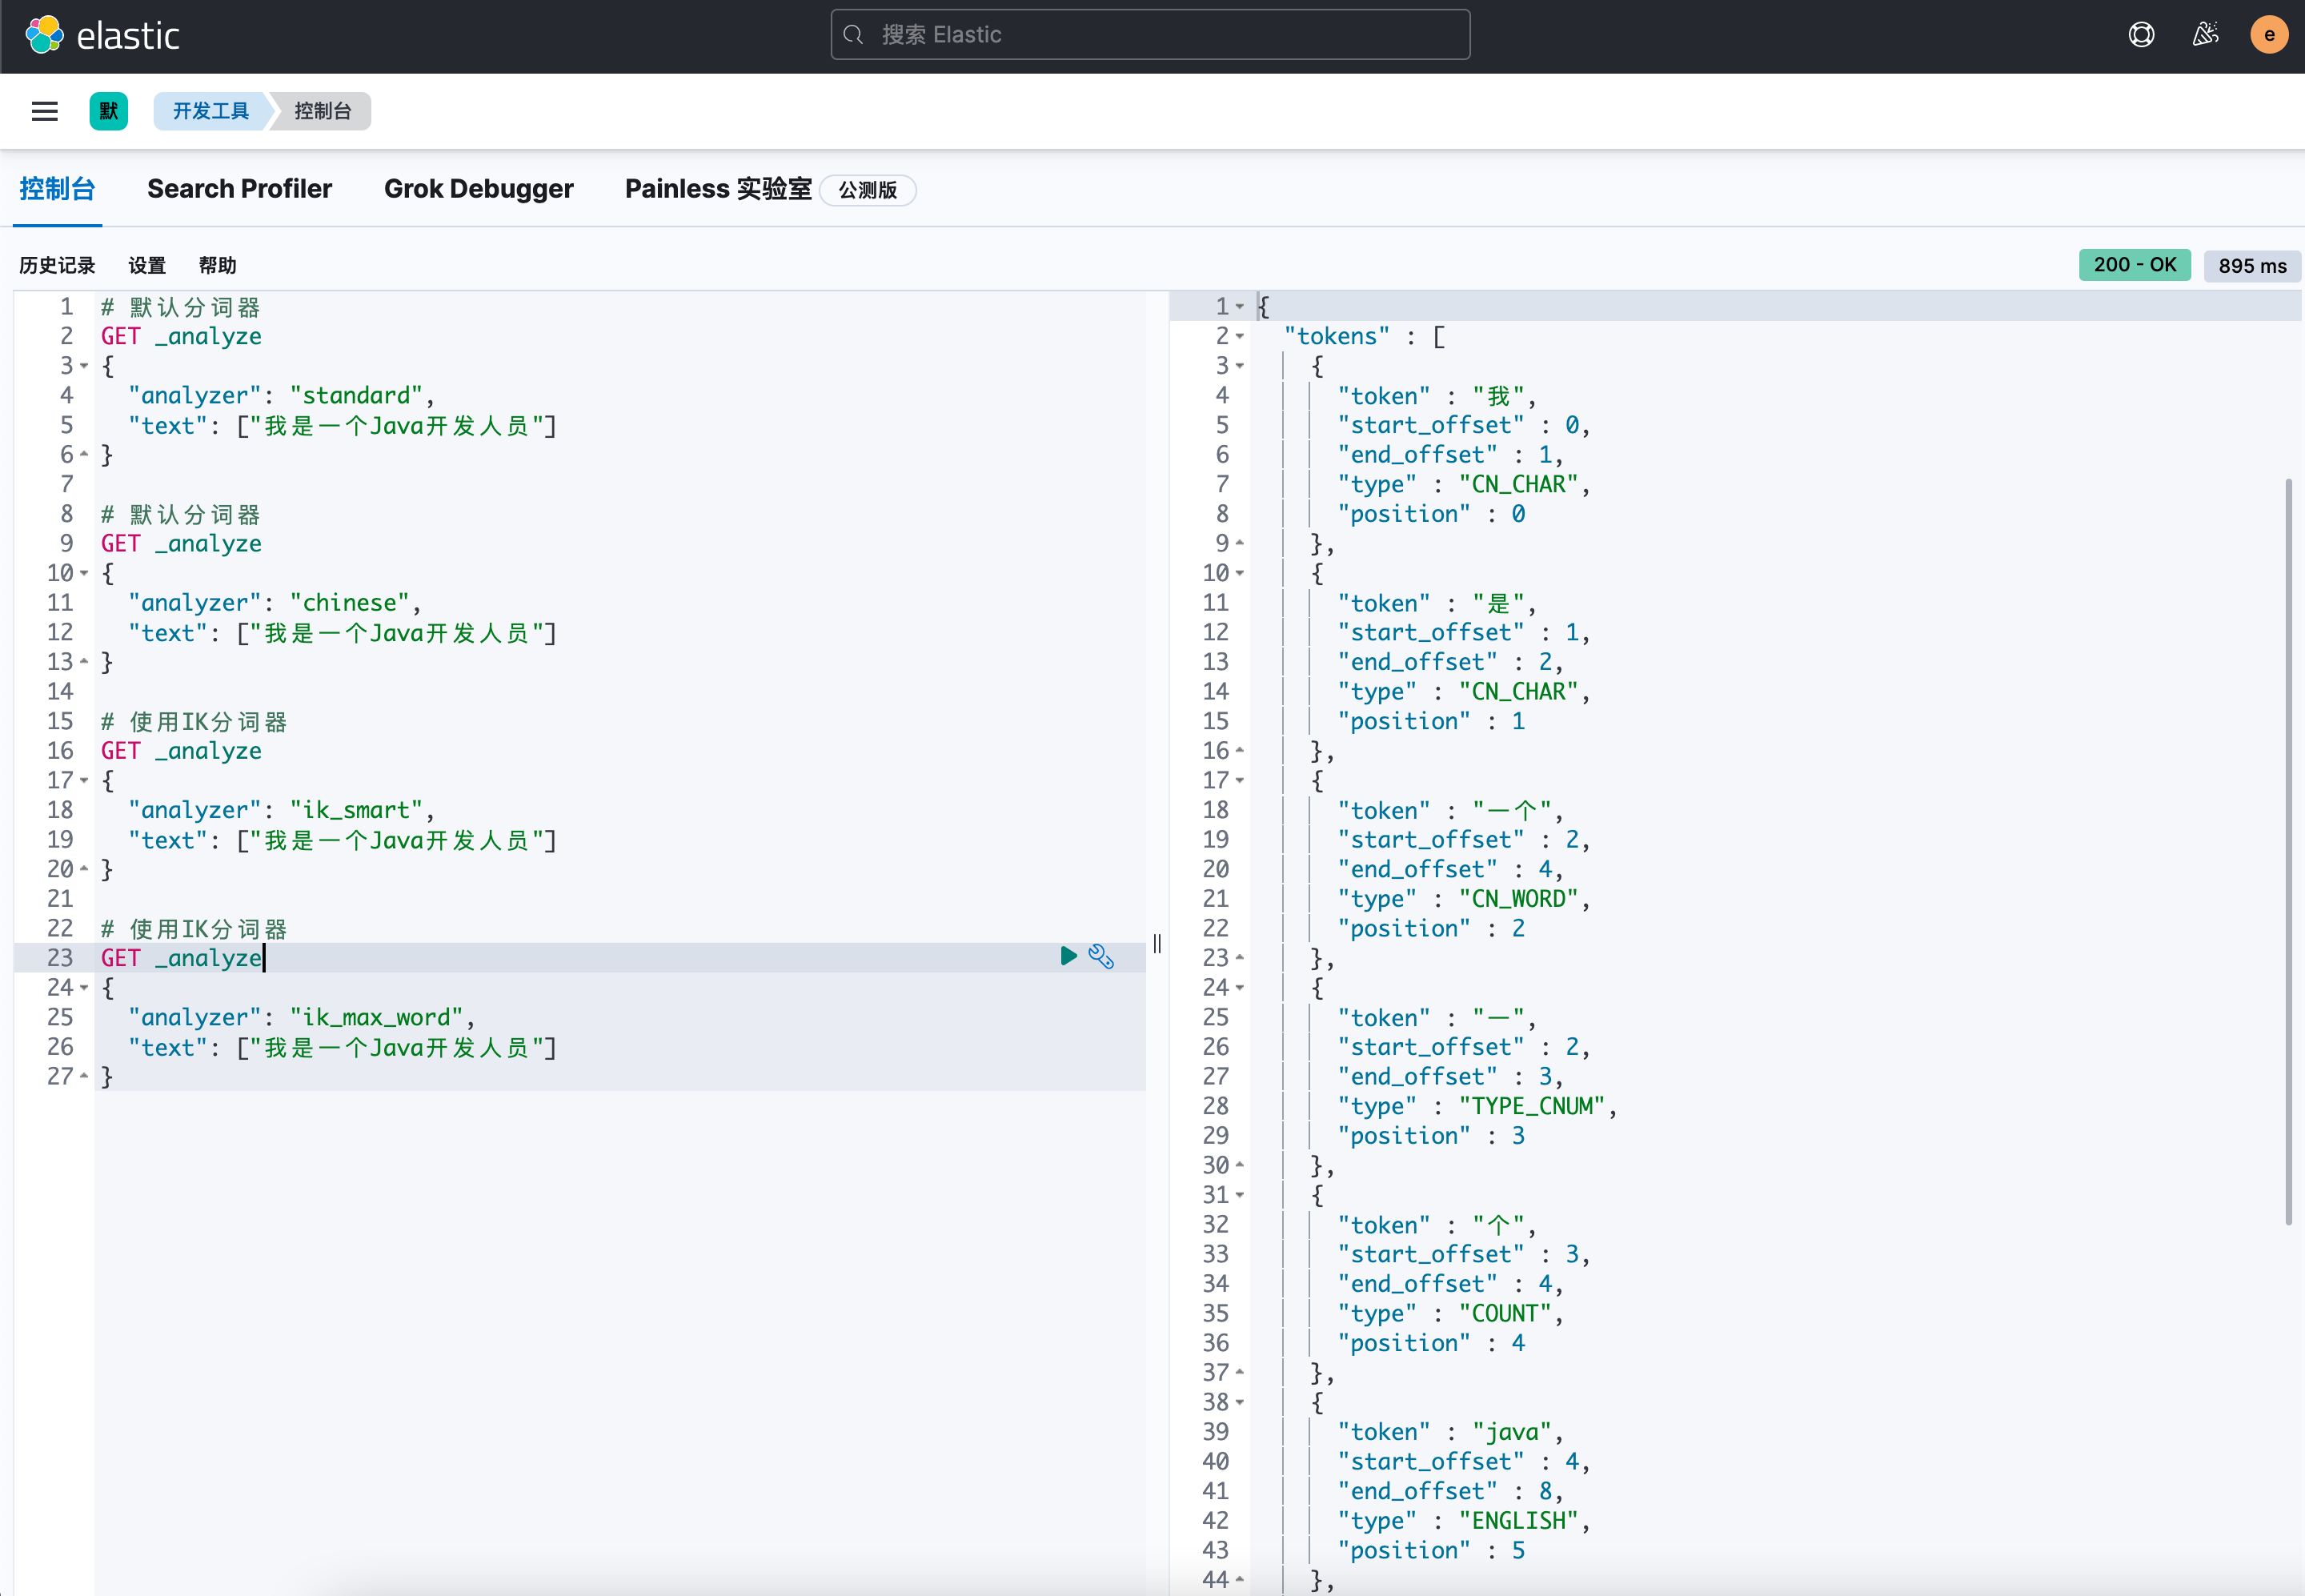 elastic
搜索 Elastic
e
默
开发工具
控制台
控制台
Search Profiler
Grok Debugger
Painless 实验室
公测版
历史记录
设置
帮助
200 - OK
895 ms
1 # 默认分词器
2 GET _analyze
3 {
4 "analyzer": "standard",
5 "text": ["我是一个Java开发人员"]
6 }
7
8 # 默认分词器
9 GET _analyze
10 {
11 "analyzer": "chinese",
12 "text": ["我是一个Java开发人员"]
13 }
14
15 # 使用IK分词器
16 GET _analyze
17 {
18 "analyzer": "ik_smart",
19 "text": ["我是一个Java开发人员"]
20 }
21
22 # 使用IK分词器
23 GET _analyze
24 {
25 "analyzer": "ik_max_word",
26 "text": ["我是一个Java开发人员"]
27 }
1 {
2 "tokens" : [
3 {
4 "token" : "我",
5 "start_offset" : 0,
6 "end_offset" : 1,
7 "type" : "CN_CHAR",
8 "position" : 0
9 },
10 {
11 "token" : "是",
12 "start_offset" : 1,
13 "end_offset" : 2,
14 "type" : "CN_CHAR",
15 "position" : 1
16 },
17 {
18 "token" : "一个",
19 "start_offset" : 2,
20 "end_offset" : 4,
21 "type" : "CN_WORD",
22 "position" : 2
23 },
24 {
25 "token" : "一",
26 "start_offset" : 2,
27 "end_offset" : 3,
28 "type" : "TYPE_CNUM",
29 "position" : 3
30 },
31 {
32 "token" : "个",
33 "start_offset" : 3,
34 "end_offset" : 4,
35 "type" : "COUNT",
36 "position" : 4
37 },
38 {
39 "token" : "java",
40 "start_offset" : 4,
41 "end_offset" : 8,
42 "type" : "ENGLISH",
43 "position" : 5
44 },